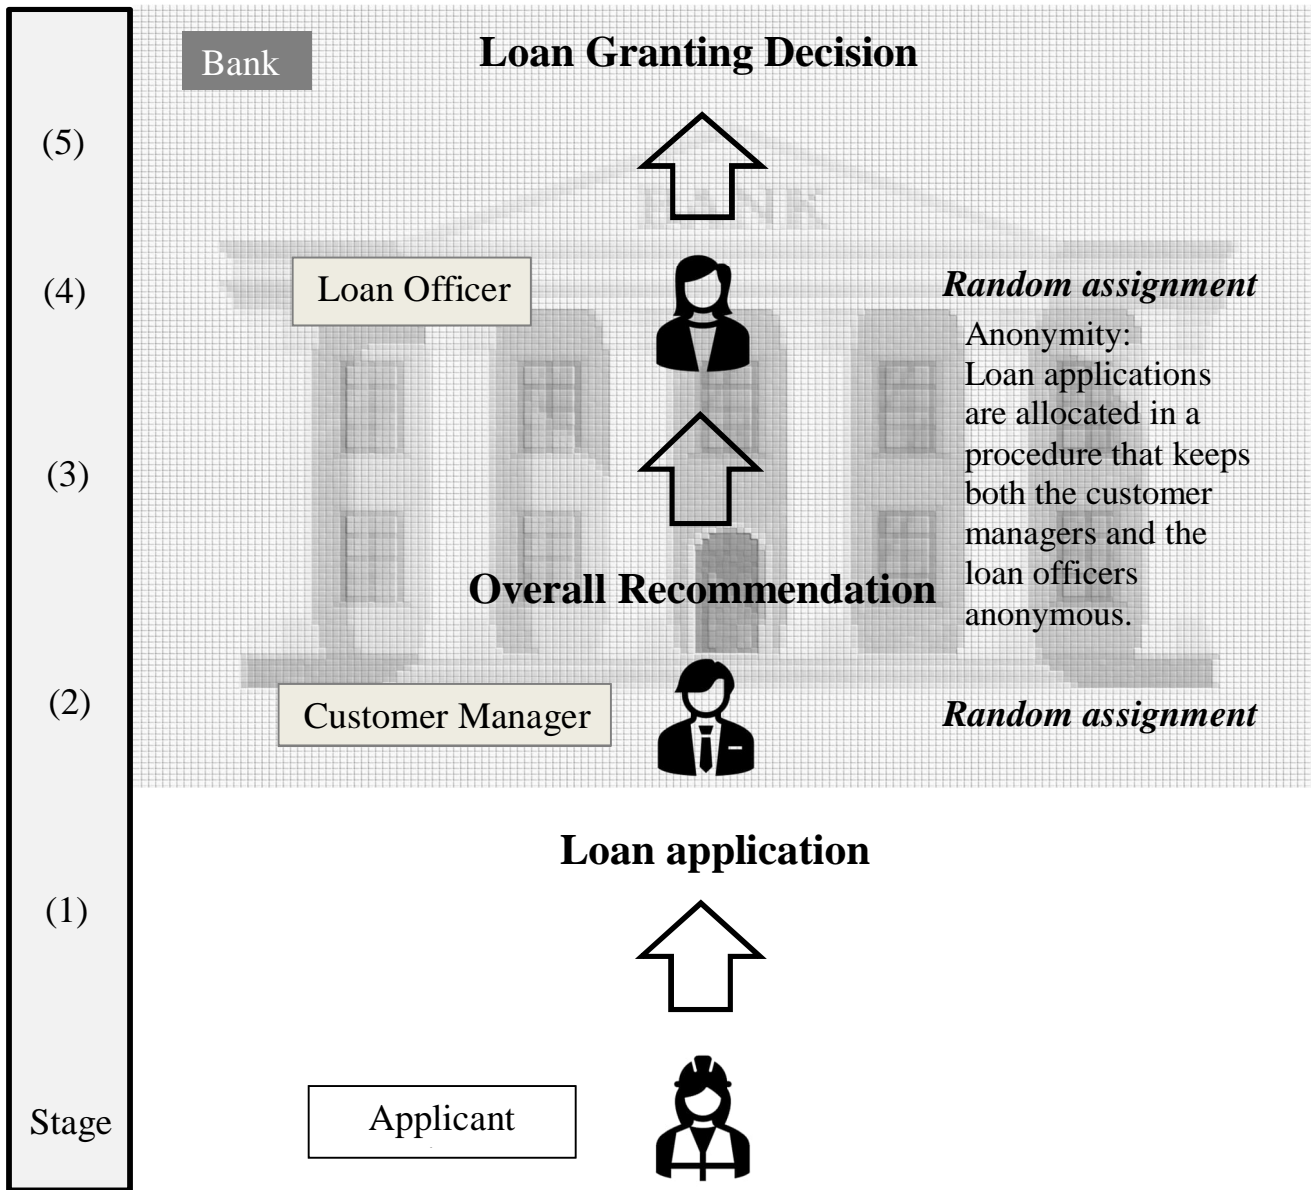 Bank
Loan Granting Decision
(5)
BANK
(4)
Loan Officer
Random assignment
Anonymity:
Loan applications
are allocated in a
procedure that keeps
both the customer
managers and the
loan officers
anonymous.
(3)
Overall Recommendation
(2)
Customer Manager
Random assignment
Loan application
(1)
Stage
Applicant